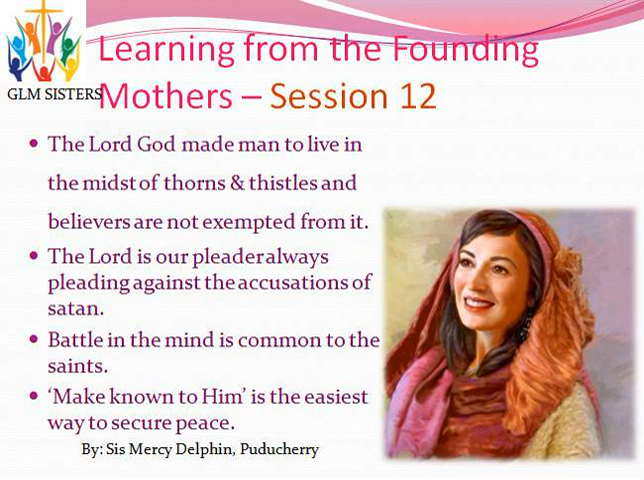 Learning from the Founding
GLM SISTERS
Mothers – Session 12
• The Lord God made man to live in
the midst of thorns & thistles and
believers are not exempted from it.
• The Lord is our pleader always
pleading against the accusations of
satan.
• Battle in the mind is common to the
saints.
• ‘Make known to Him’ is the easiest
way to secure peace.
By: Sis Mercy Delphin, Puducherry